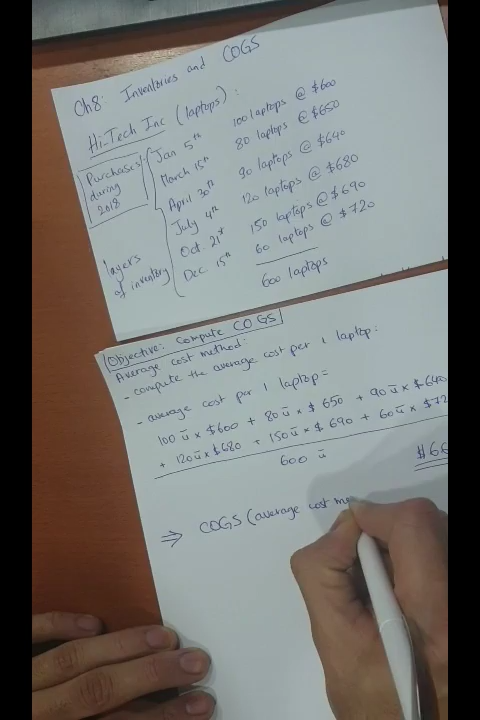 Ch8: Inventories and COGS
Hi-Tech Inc (laptops):
Purchases during 2018
Jan 5th 100 laptops @ $600
March 15th 80 laptops @ $650
April 30th 90 laptops @ $640
July 4th 120 laptops @ $680
Oct. 21st 150 laptops @ $690
Dec. 15th 60 laptops @ $720
layers of inventory
600 laptops
Objective: Compute COGS
Average cost method:
- compute the average cost per 1 laptop:
- average cost per 1 laptop =
100 ū x $600 + 80 ū x $650 + 90 ū x $640
+ 120 ū x $680 + 150 ū x $690 + 60 ū x $72
600 ū
$66
⇒ COGS (average cost me